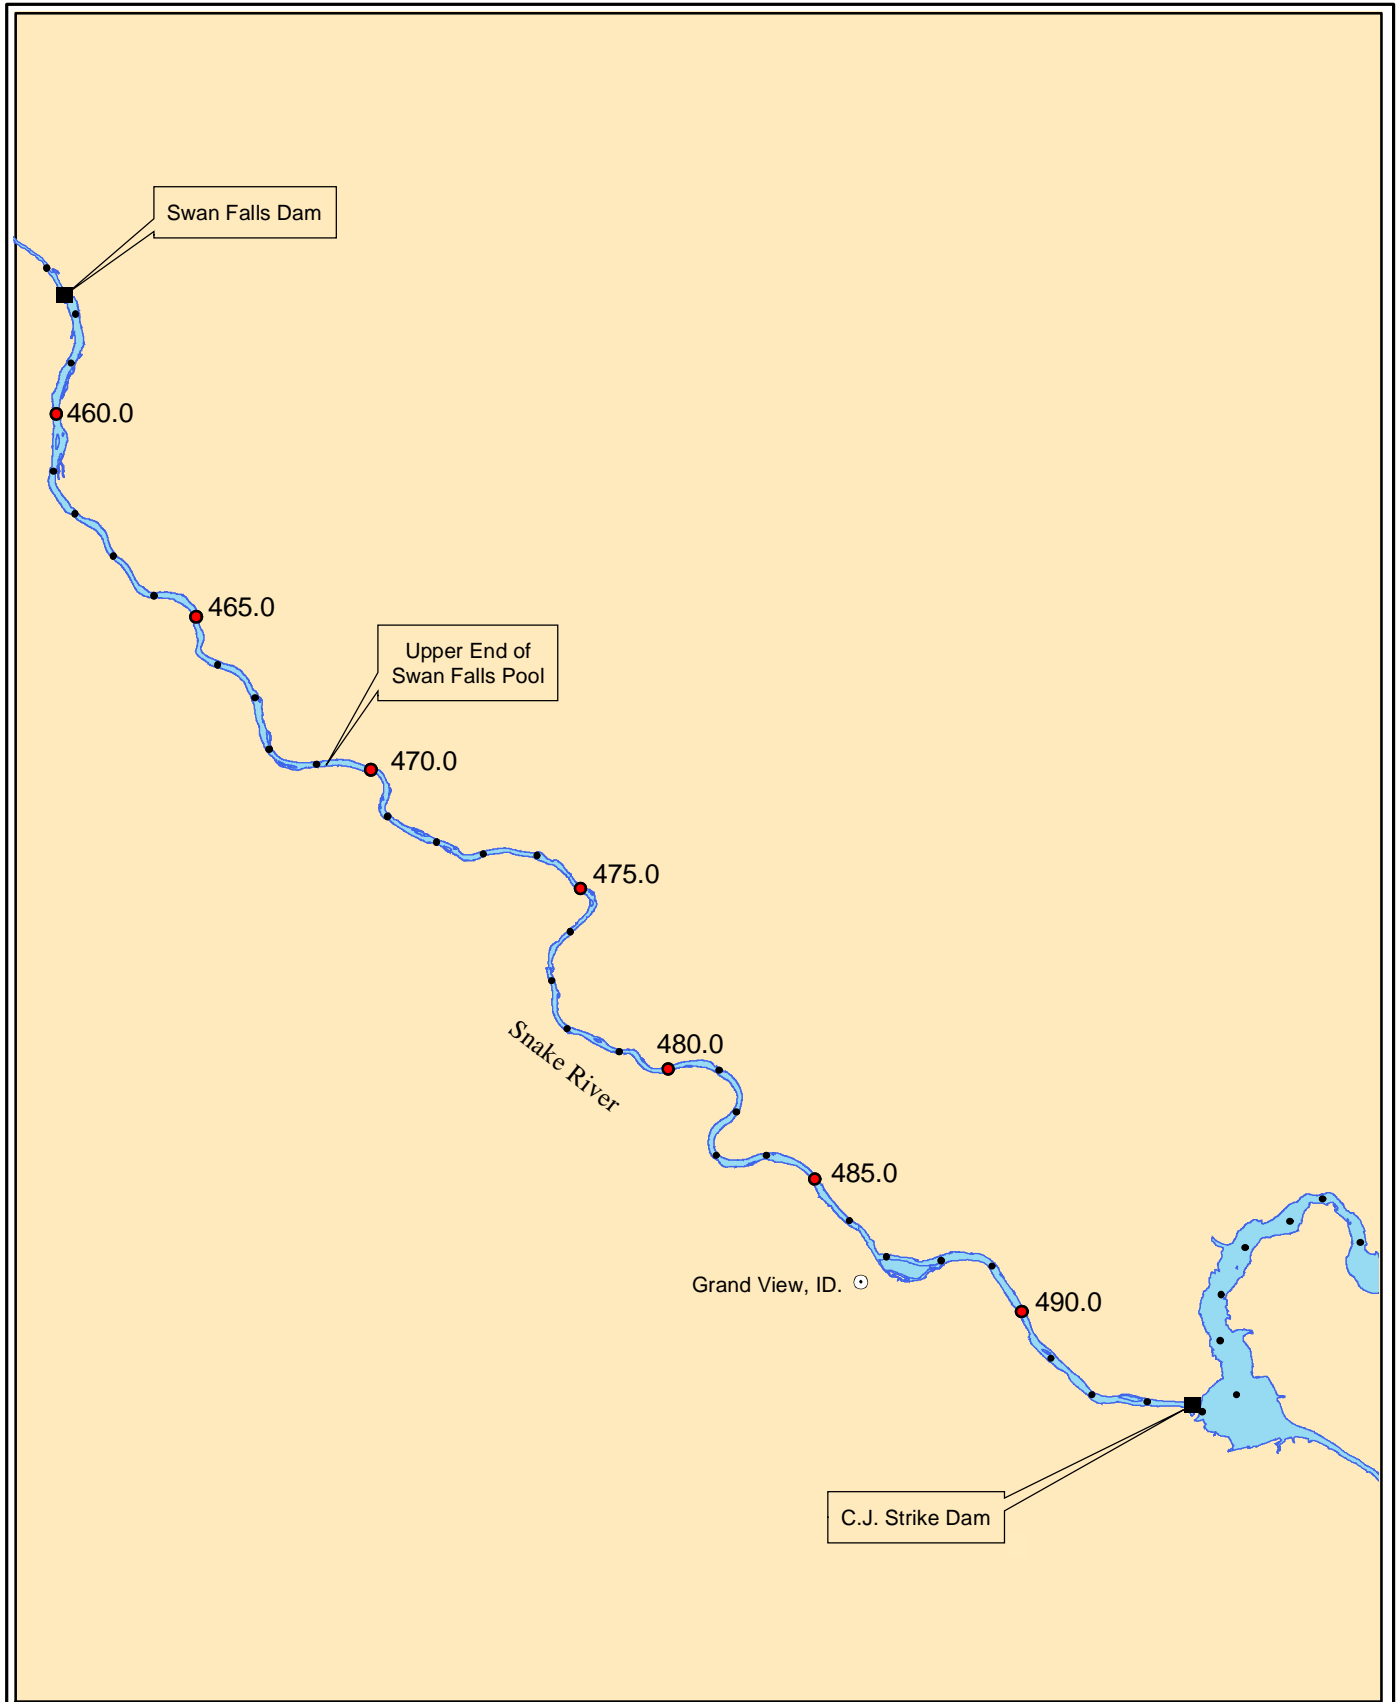 Swan Falls Dam
460.0
465.0
Upper End of
Swan Falls Pool
470.0
475.0
Snake River
480.0
485.0
Grand View, ID.
490.0
C.J. Strike Dam